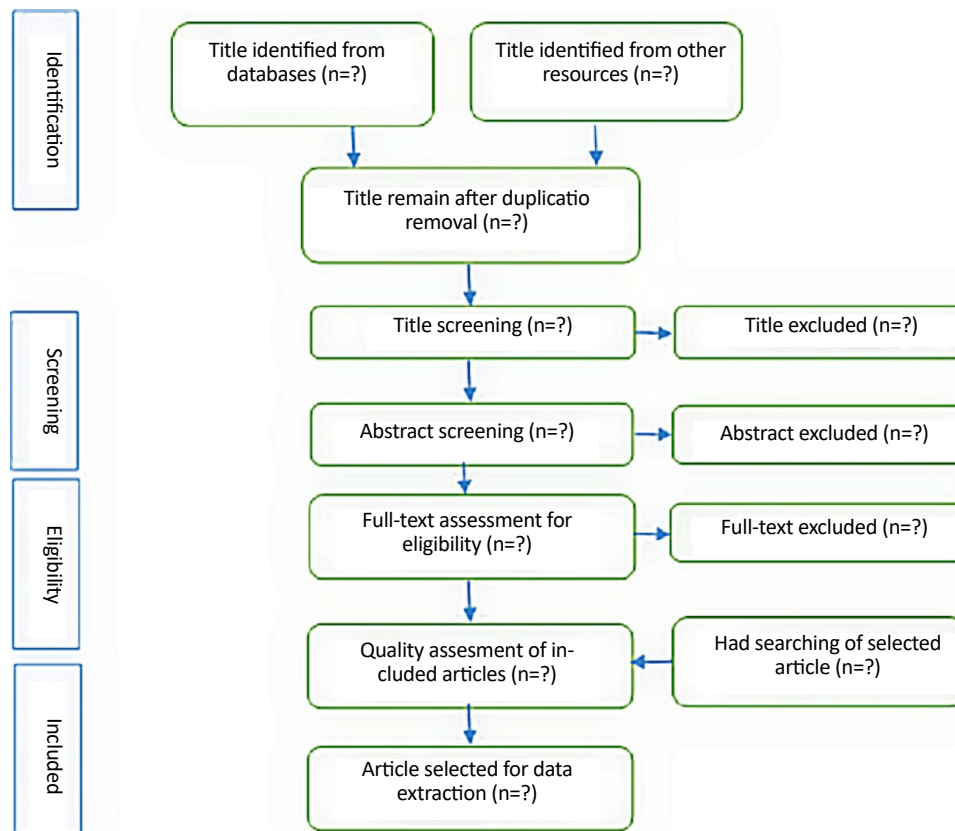 Identification
Title identified from
databases (n=?)
Title identified from other
resources (n=?)
Title remain after duplicatio
removal (n=?)
Screening
Title screening (n=?)
Title excluded (n=?)
Abstract screening (n=?)
Abstract excluded (n=?)
Eligibility
Full-text assessment for
eligibility (n=?)
Full-text excluded (n=?)
Quality assesment of in-
cluded articles (n=?)
Had searching of selected
article (n=?)
Included
Article selected for data
extraction (n=?)